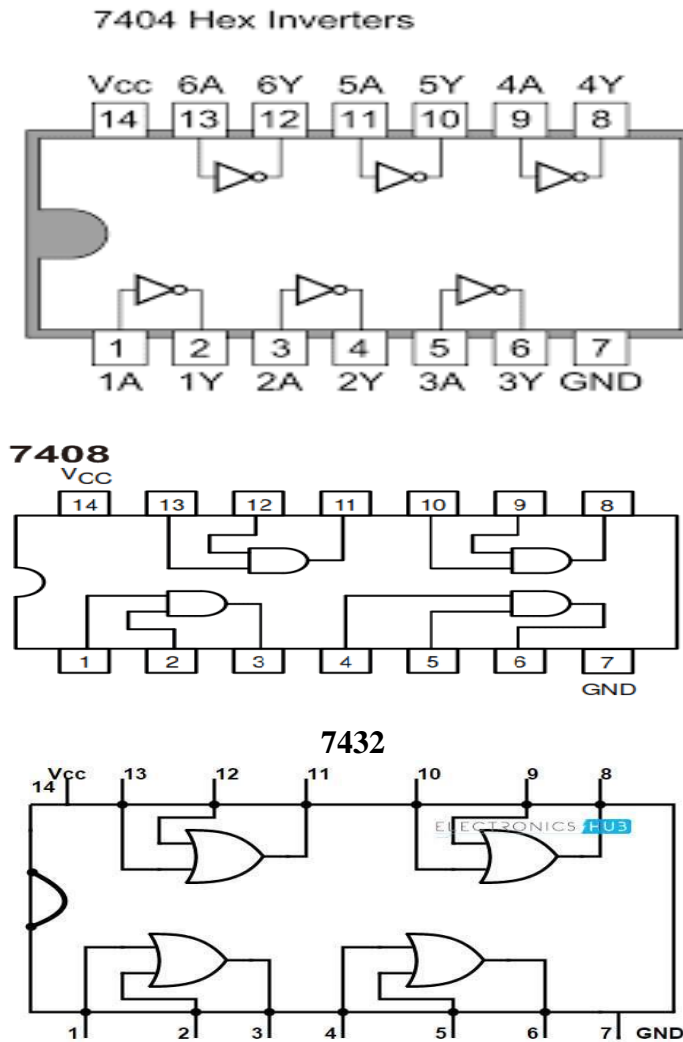 7404 Hex Inverters
Vcc 6A 6Y 5A 5Y 4A 4Y
14 13 12 11 10 9 8
1 2 3 4 5 6 7
1A 1Y 2A 2Y 3A 3Y GND
7408
VCC
14 13 12 11 10 9 8
1 2 3 4 5 6 7
GND
7432
14 Vcc 13 12 11 10 9 8
ELECTRONICS HUB
1 2 3 4 5 6 7 GND